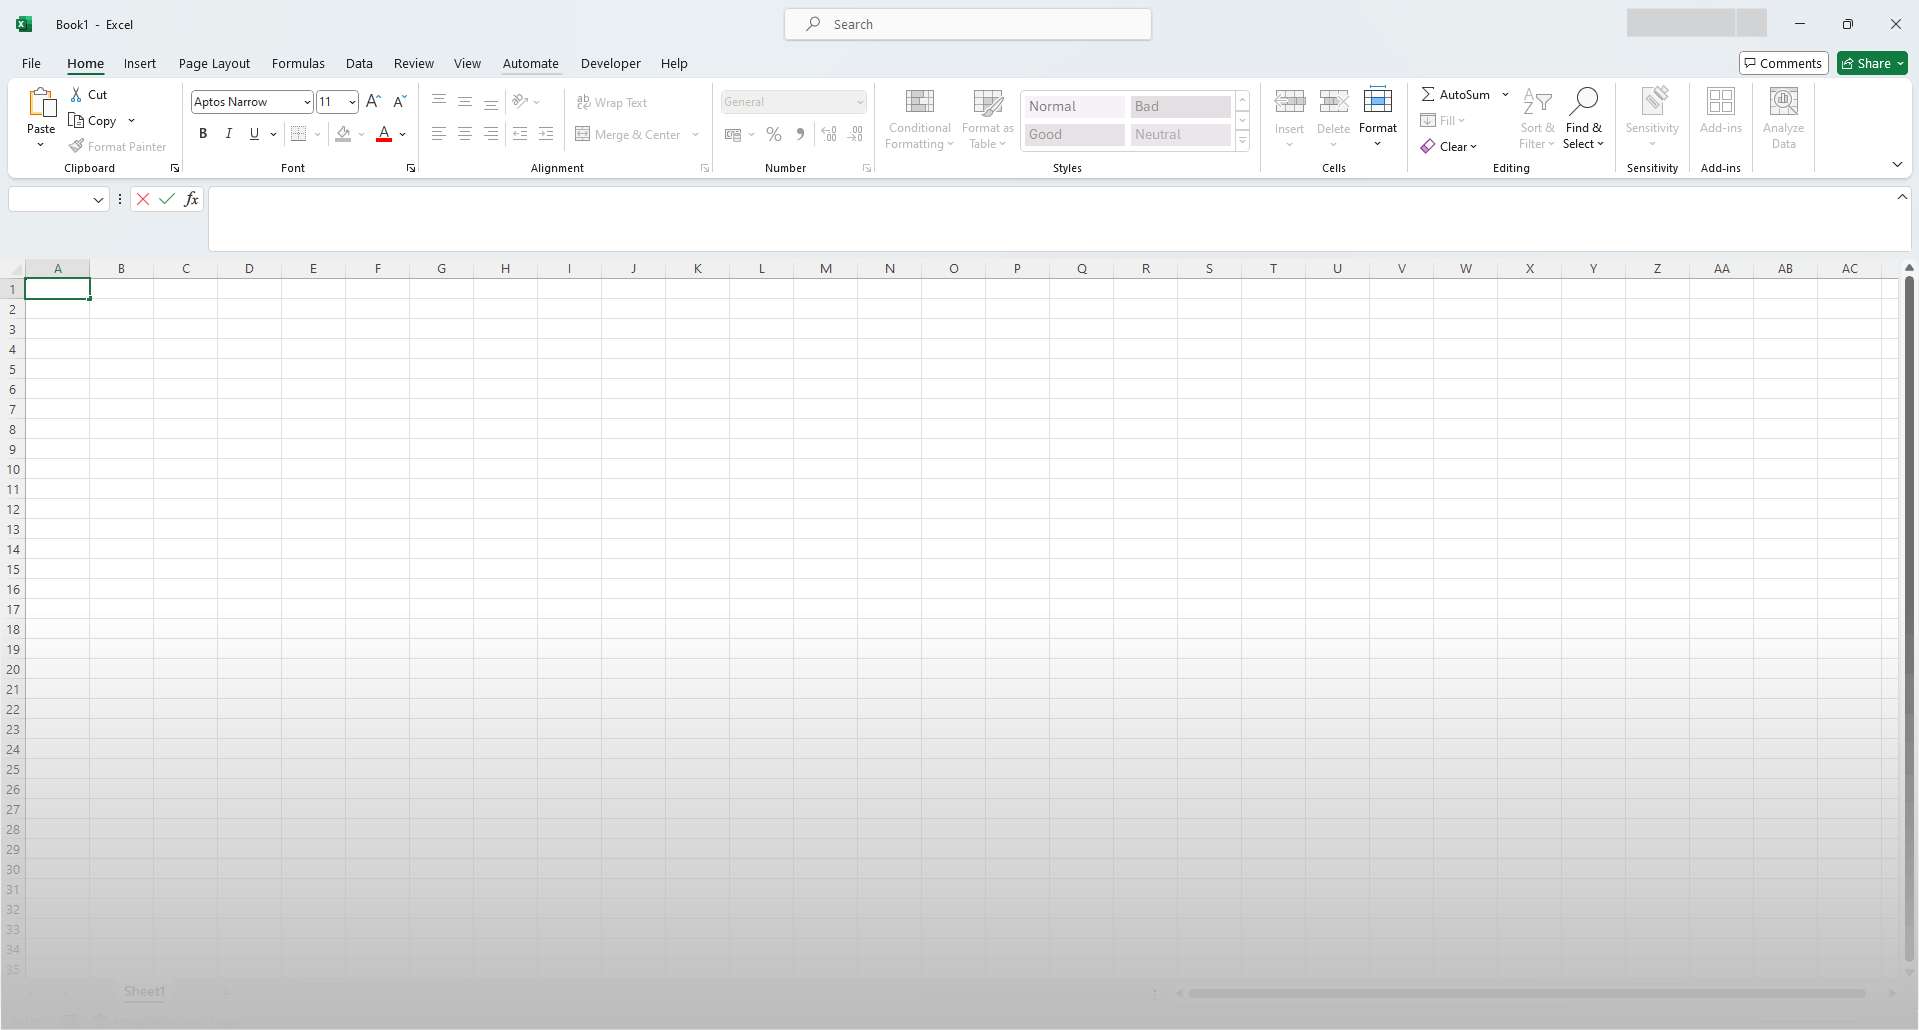 Book1 - Excel
Search
File Home Insert Page Layout Formulas Data Review View Automate Developer Help
Comments Share
Paste
Cut
Copy
Format Painter
Clipboard
Aptos Narrow 11 A A
B I U A
Font
ab Wrap Text
Merge & Center
Alignment
General
% 9 .00 .00
Number
Conditional Formatting
Format as Table
Normal Bad
Good Neutral
Styles
Insert Delete Format
Cells
AutoSum
Fill
Clear
Sort & Filter
Find & Select
Editing
Sensitivity
Sensitivity
Add-ins
Add-ins
Analyze Data
fx
A B C D E F G H I J K L M N O P Q R S T U V W X Y Z AA AB AC
1
2
3
4
5
6
7
8
9
10
11
12
13
14
15
16
17
18
19
20
21
22
23
24
25
26
27
28
29
30
31
32
33
34
35
Sheet1